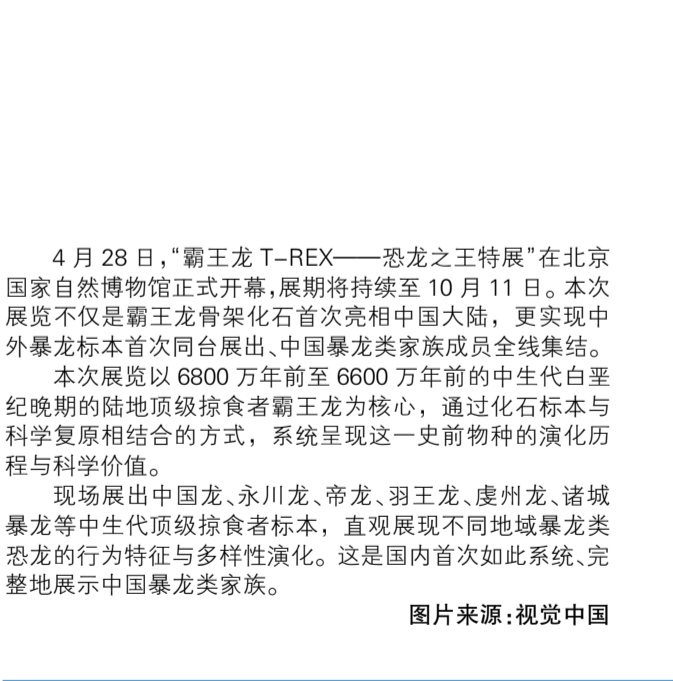 4 月 28 日，“霸王龙 T-REX——恐龙之王特展”在北京
国家自然博物馆正式开幕，展期将持续至 10 月 11 日。本次
展览不仅是霸王龙骨架化石首次亮相中国大陆，更实现中
外暴龙标本首次同台展出、中国暴龙类家族成员全线集结。
本次展览以 6800 万年前至 6600 万年前的中生代白垩
纪晚期的陆地顶级掠食者霸王龙为核心，通过化石标本与
科学复原相结合的方式，系统呈现这一史前物种的演化历
程与科学价值。
现场展出中国龙、永川龙、帝龙、羽王龙、虔州龙、诸城
暴龙等中生代顶级掠食者标本，直观展现不同地域暴龙类
恐龙的行为特征与多样性演化。这是国内首次如此系统、完
整地展示中国暴龙类家族。
图片来源：视觉中国